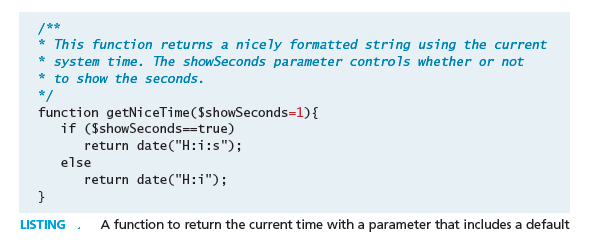 /**
* This function returns a nicely formatted string using the current
* system time. The showSeconds parameter controls whether or not
* to show the seconds.
*/
function getNiceTime($showSeconds=1){
if ($showSeconds==true)
return date("H:i:s");
else
return date("H:i");
}
LISTING . A function to return the current time with a parameter that includes a default